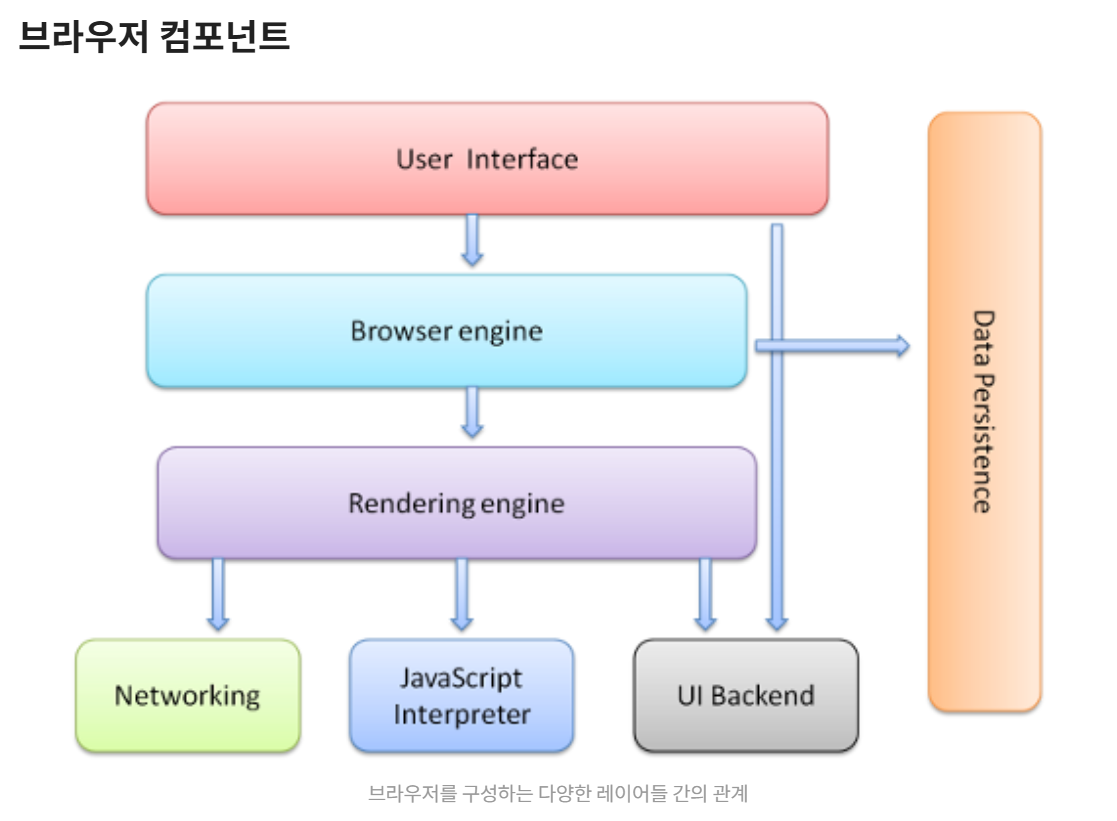 브라우저 컴포넌트
User Interface
Browser engine
Data Persistence
Rendering engine
Networking
JavaScript
Interpreter
UI Backend
브라우저를 구성하는 다양한 레이어들 간의 관계